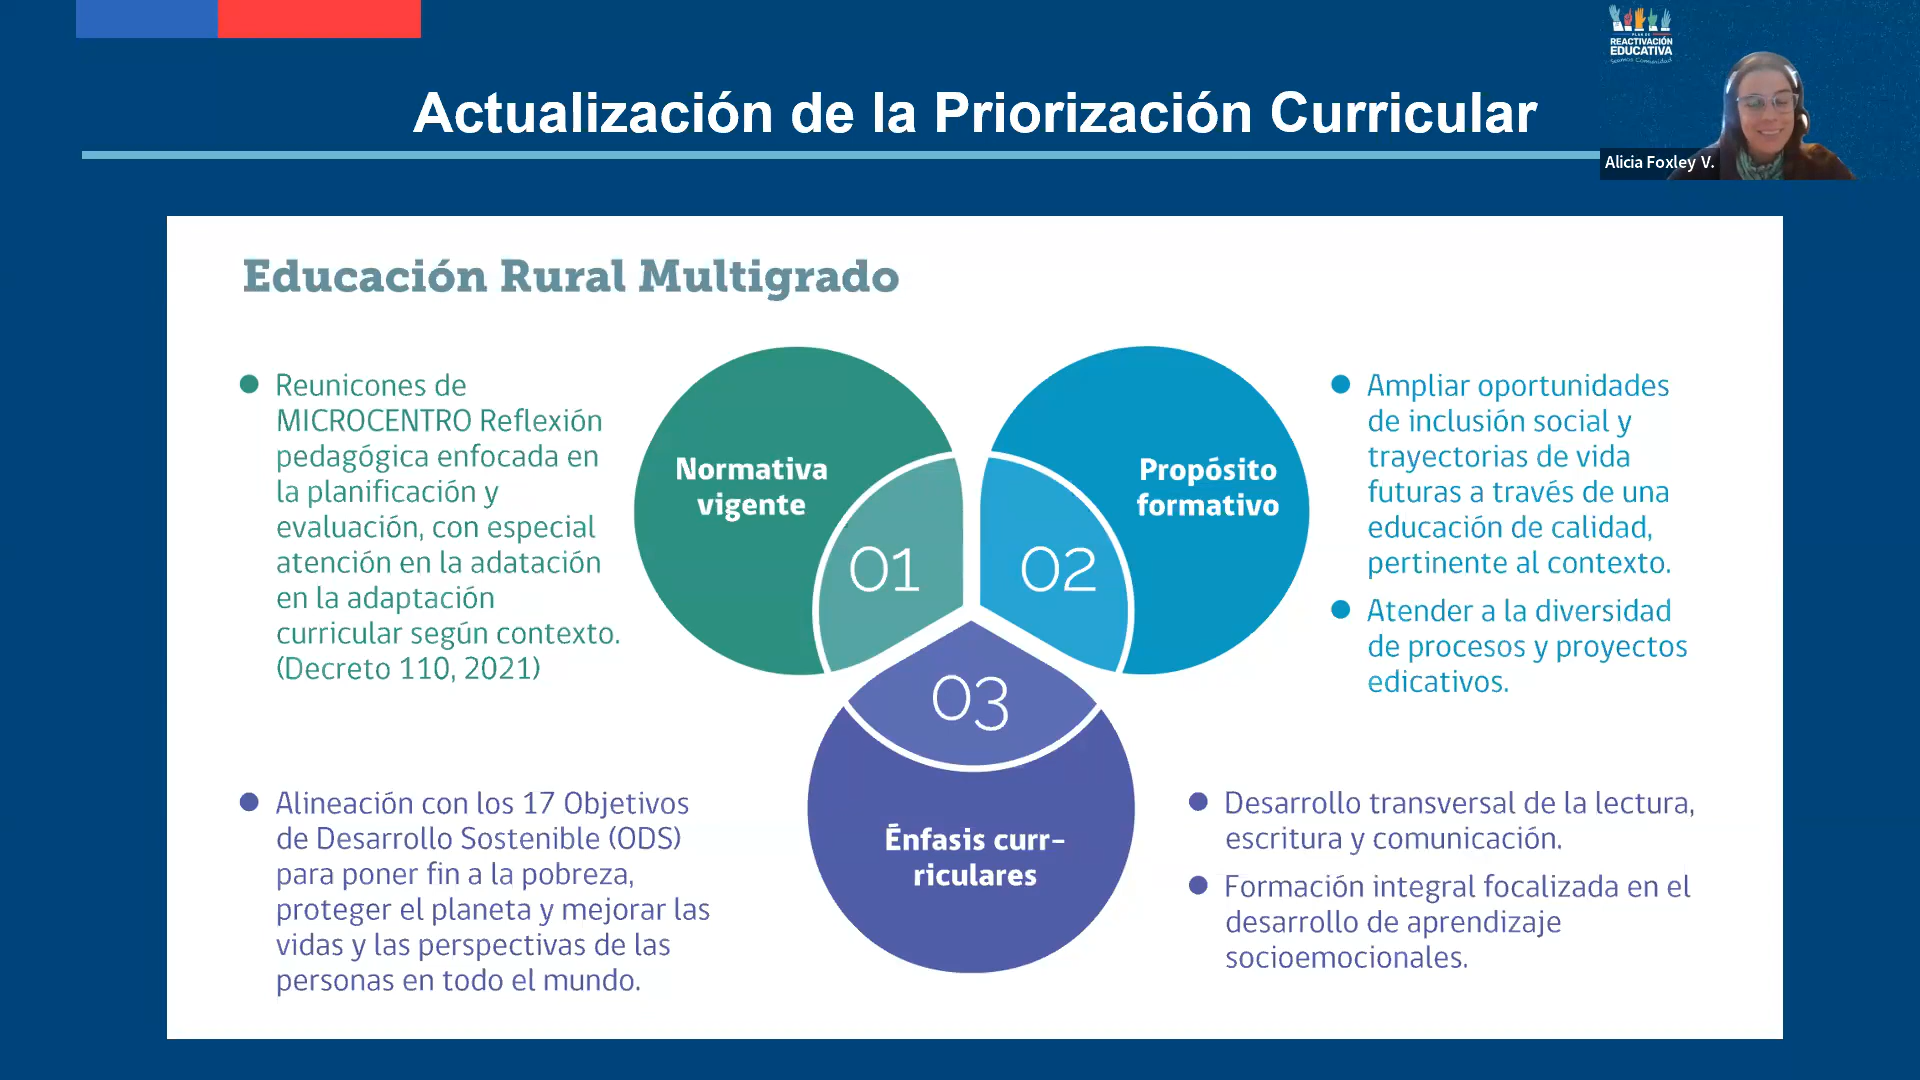 PLAN DE
REACTIVACIÓN
EDUCATIVA
Seamos Comunidad
Alicia Foxley V.
Actualización de la Priorización Curricular
Educación Rural Multigrado
Reunicones de
MICROCENTRO Reflexión
pedagógica enfocada en
la planificación y
evaluación, con especial
atención en la adatación
en la adaptación
curricular según contexto.
(Decreto 110, 2021)
Normativa
vigente
01
Propósito
formativo
02
Ampliar oportunidades
de inclusión social y
trayectorias de vida
futuras a través de una
educación de calidad,
pertinente al contexto.
Atender a la diversidad
de procesos y proyectos
edicativos.
03
Énfasis curr-
riculares
Alineación con los 17 Objetivos
de Desarrollo Sostenible (ODS)
para poner fin a la pobreza,
proteger el planeta y mejorar las
vidas y las perspectivas de las
personas en todo el mundo.
Desarrollo transversal de la lectura,
escritura y comunicación.
Formación integral focalizada en el
desarrollo de aprendizaje
socioemocionales.